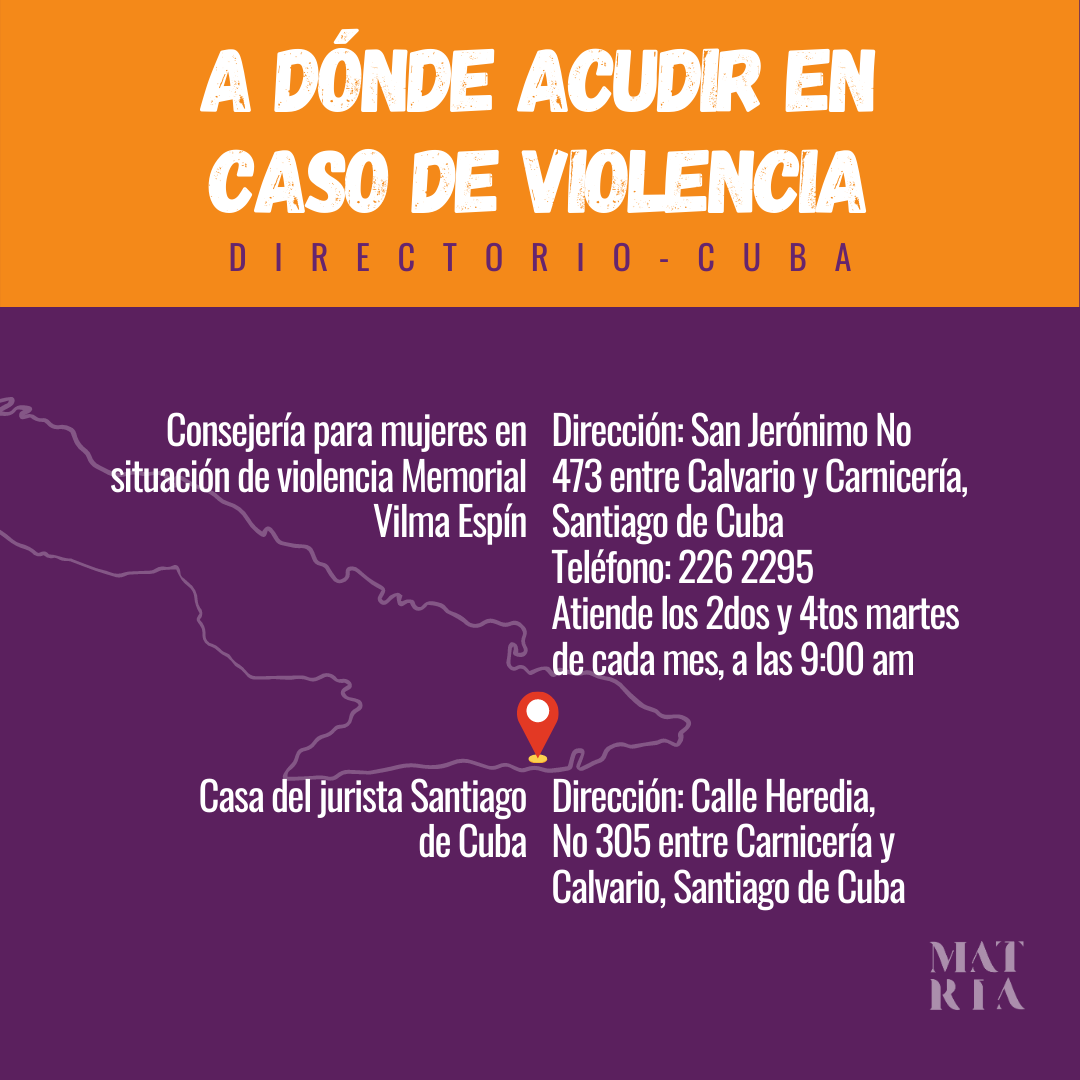 A DÓNDE ACUDIR EN
CASO DE VIOLENCIA
DIRECTORIO-CUBA
Consejería para mujeres en
situación de violencia Memorial
Vilma Espín
Dirección: San Jerónimo No
473 entre Calvario y Carnicería,
Santiago de Cuba
Teléfono: 226 2295
Atiende los 2dos y 4tos martes
de cada mes, a las 9:00 am
Casa del jurista Santiago
de Cuba
Dirección: Calle Heredia,
No 305 entre Carnicería y
Calvario, Santiago de Cuba
MAT
RIA